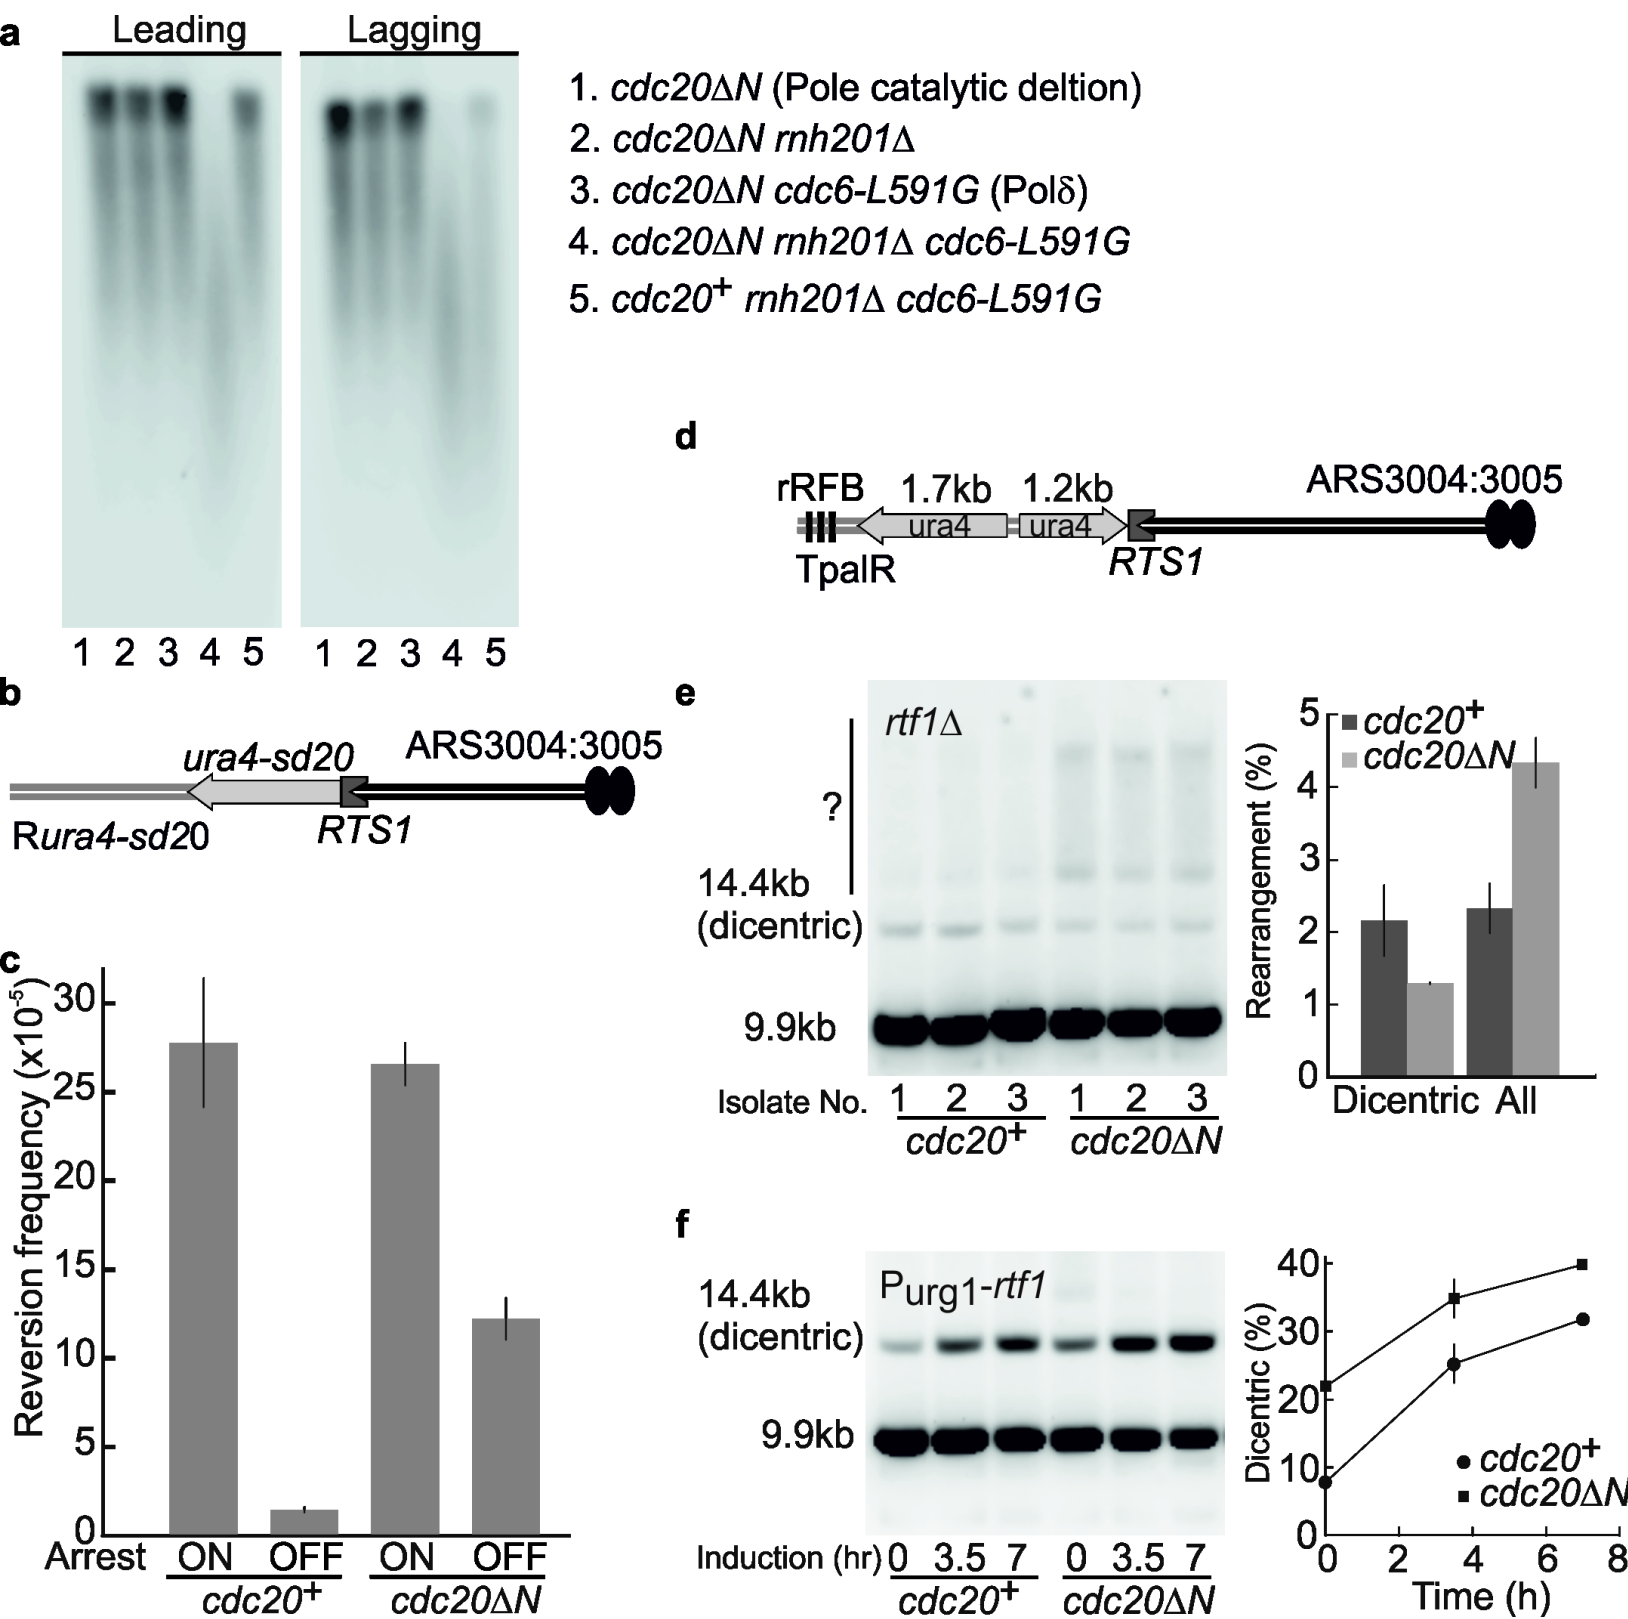 a
Leading
Lagging
1 2 3 4 5
1 2 3 4 5
1. cdc20ΔN (Pole catalytic deltion)
2. cdc20ΔN rnh201Δ
3. cdc20ΔN cdc6-L591G (Polδ)
4. cdc20ΔN rnh201Δ cdc6-L591G
5. cdc20+ rnh201Δ cdc6-L591G
b
ura4-sd20
ARS3004:3005
Rura4-sd20
RTS1
c
Reversion frequency (x10-5)
30
25
20
15
10
5
0
Arrest ON OFF ON OFF
cdc20+ cdc20ΔN
d
rRFB 1.7kb 1.2kb ARS3004:3005
ura4 ura4
TpalR RTS1
e
rtf1Δ
?
14.4kb
(dicentric)
9.9kb
Isolate No. 1 2 3 1 2 3
cdc20+ cdc20ΔN
Rearrangement (%)
5
4
3
2
1
0
cdc20+
cdc20ΔN
Dicentric All
f
Purg1-rtf1
14.4kb
(dicentric)
9.9kb
Induction (hr) 0 3.5 7 0 3.5 7
cdc20+ cdc20ΔN
Dicentric (%)
40
30
20
10
0
cdc20+
cdc20ΔN
0 2 4 6 8
Time (h)